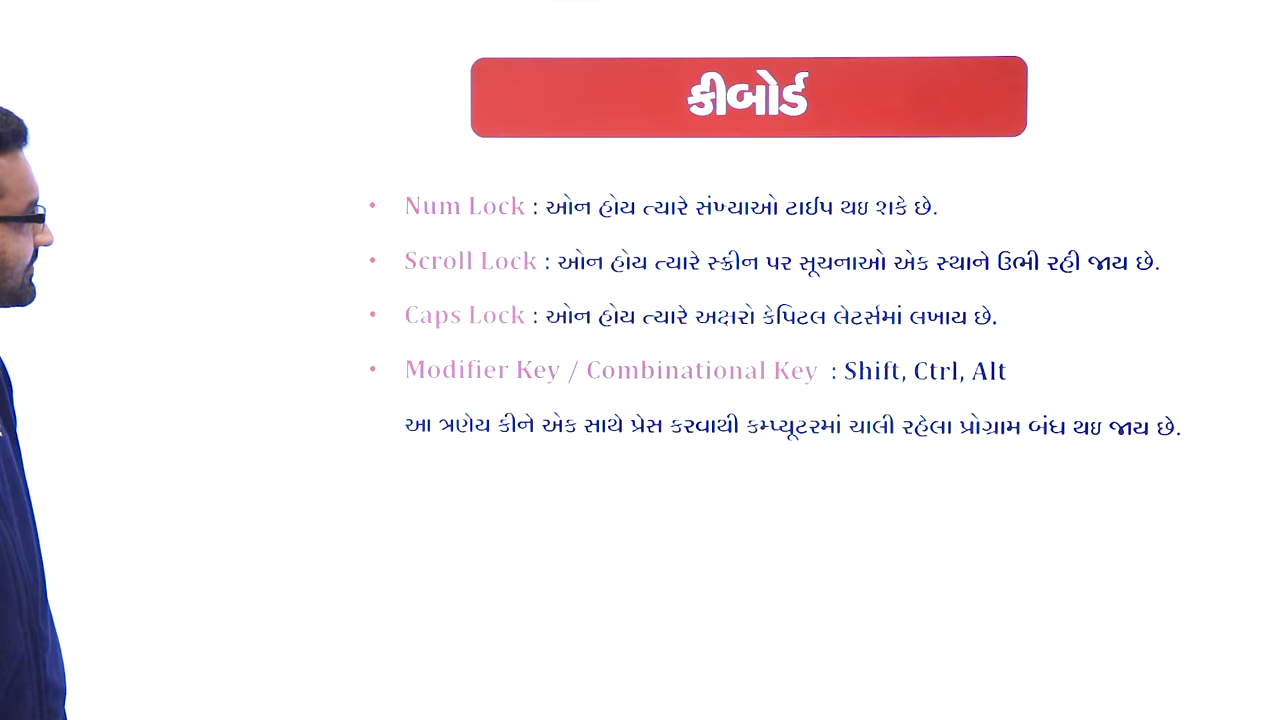 કીબોર્ડ
• Num Lock : ઓન હોય ત્યારે સંખ્યાઓ ટાઈપ થઇ શકે છે.
• Scroll Lock : ઓન હોય ત્યારે સ્ક્રીન પર સૂચનાઓ એક સ્થાને ઉભી રહી જાય છે.
• Caps Lock : ઓન હોય ત્યારે અક્ષરો કેપિટલ લેટર્સમાં લખાય છે.
• Modifier Key / Combinational Key : Shift, Ctrl, Alt
આ ત્રણેય કીને એક સાથે પ્રેસ કરવાથી કમ્પ્યૂટરમાં ચાલી રહેલા પ્રોગ્રામ બંધ થઇ જાય છે.